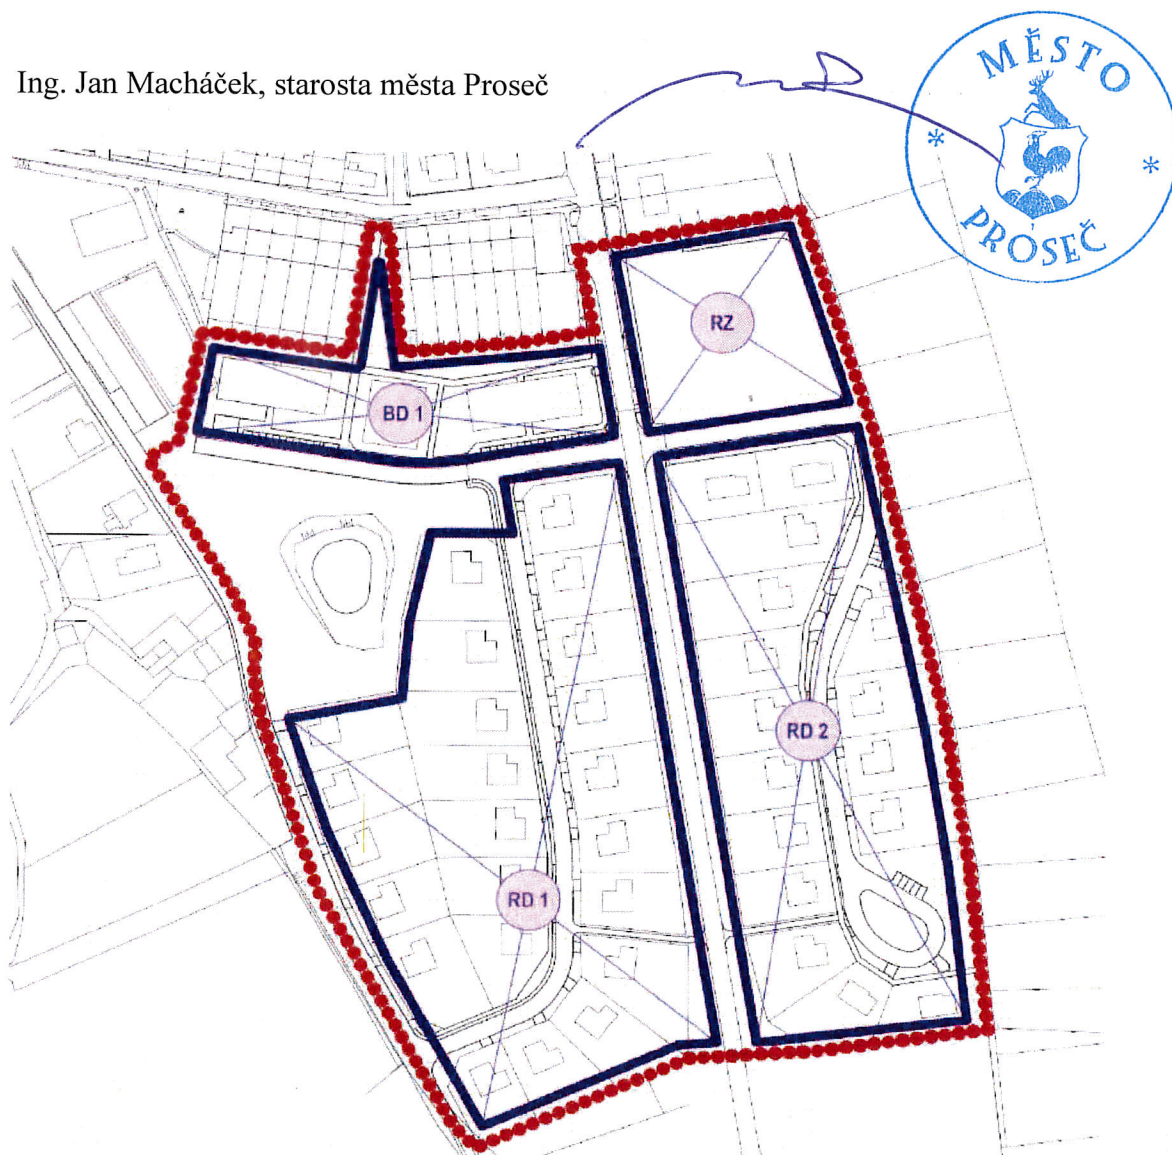 Ing. Jan Macháček, starosta města Proseč
MĚSTO
PROSEČ
RZ
BD 1
RD 2
RD 1